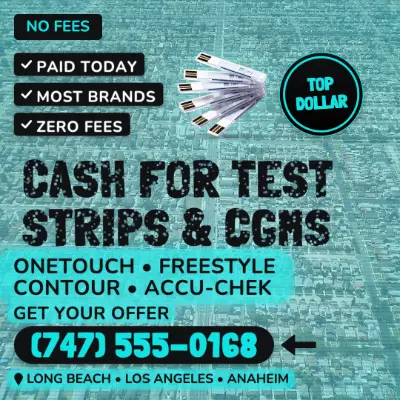 NO FEES
PAID TODAY
MOST BRANDS
ZERO FEES
TOP
DOLLAR
CASH FOR TEST
STRIPS & CGMS
ONETOUCH • FREESTYLE
CONTOUR • ACCU-CHEK
GET YOUR OFFER
(747) 555-0168
LONG BEACH • LOS ANGELES • ANAHEIM